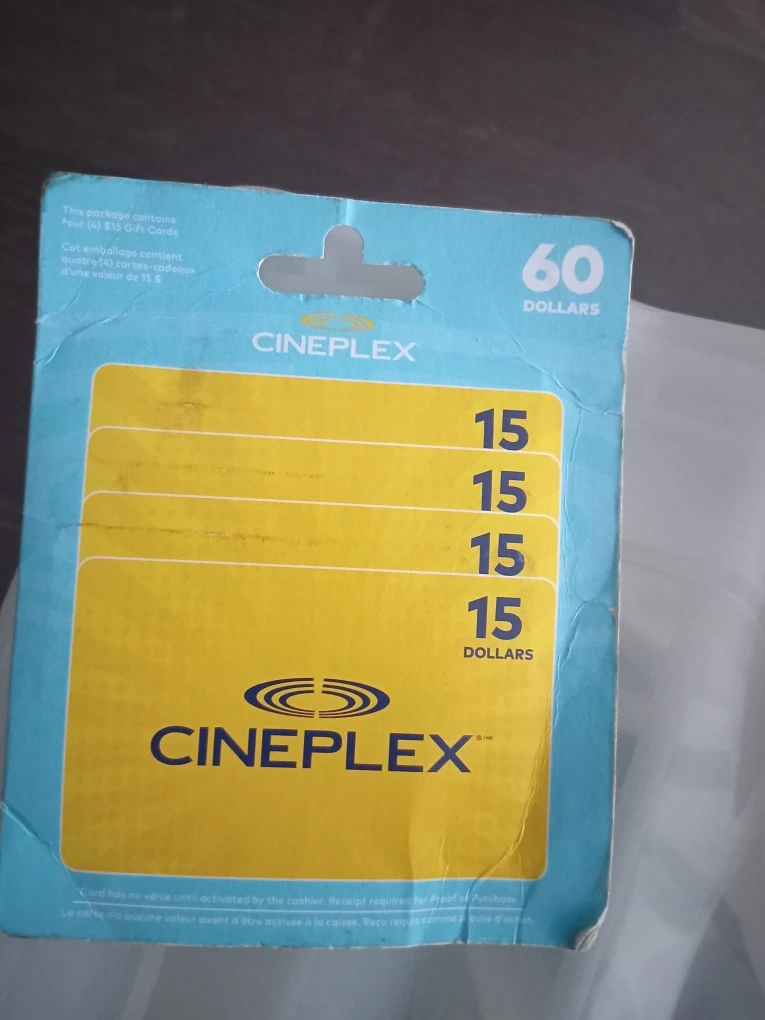 This package contains
four (4) $15 Gift Cards
Cet emballage contient
quatre (4) cartes-cadeaux
d'une valeur de 15 $
60
DOLLARS
CINEPLEX
15
15
15
15
DOLLARS
CINEPLEX ®/MC
Card has no value until activated by the cashier. Receipt required for Proof of Purchase.
La carte n'a aucune valeur avant d'être activée à la caisse. Reçu requis comme preuve d'achat.